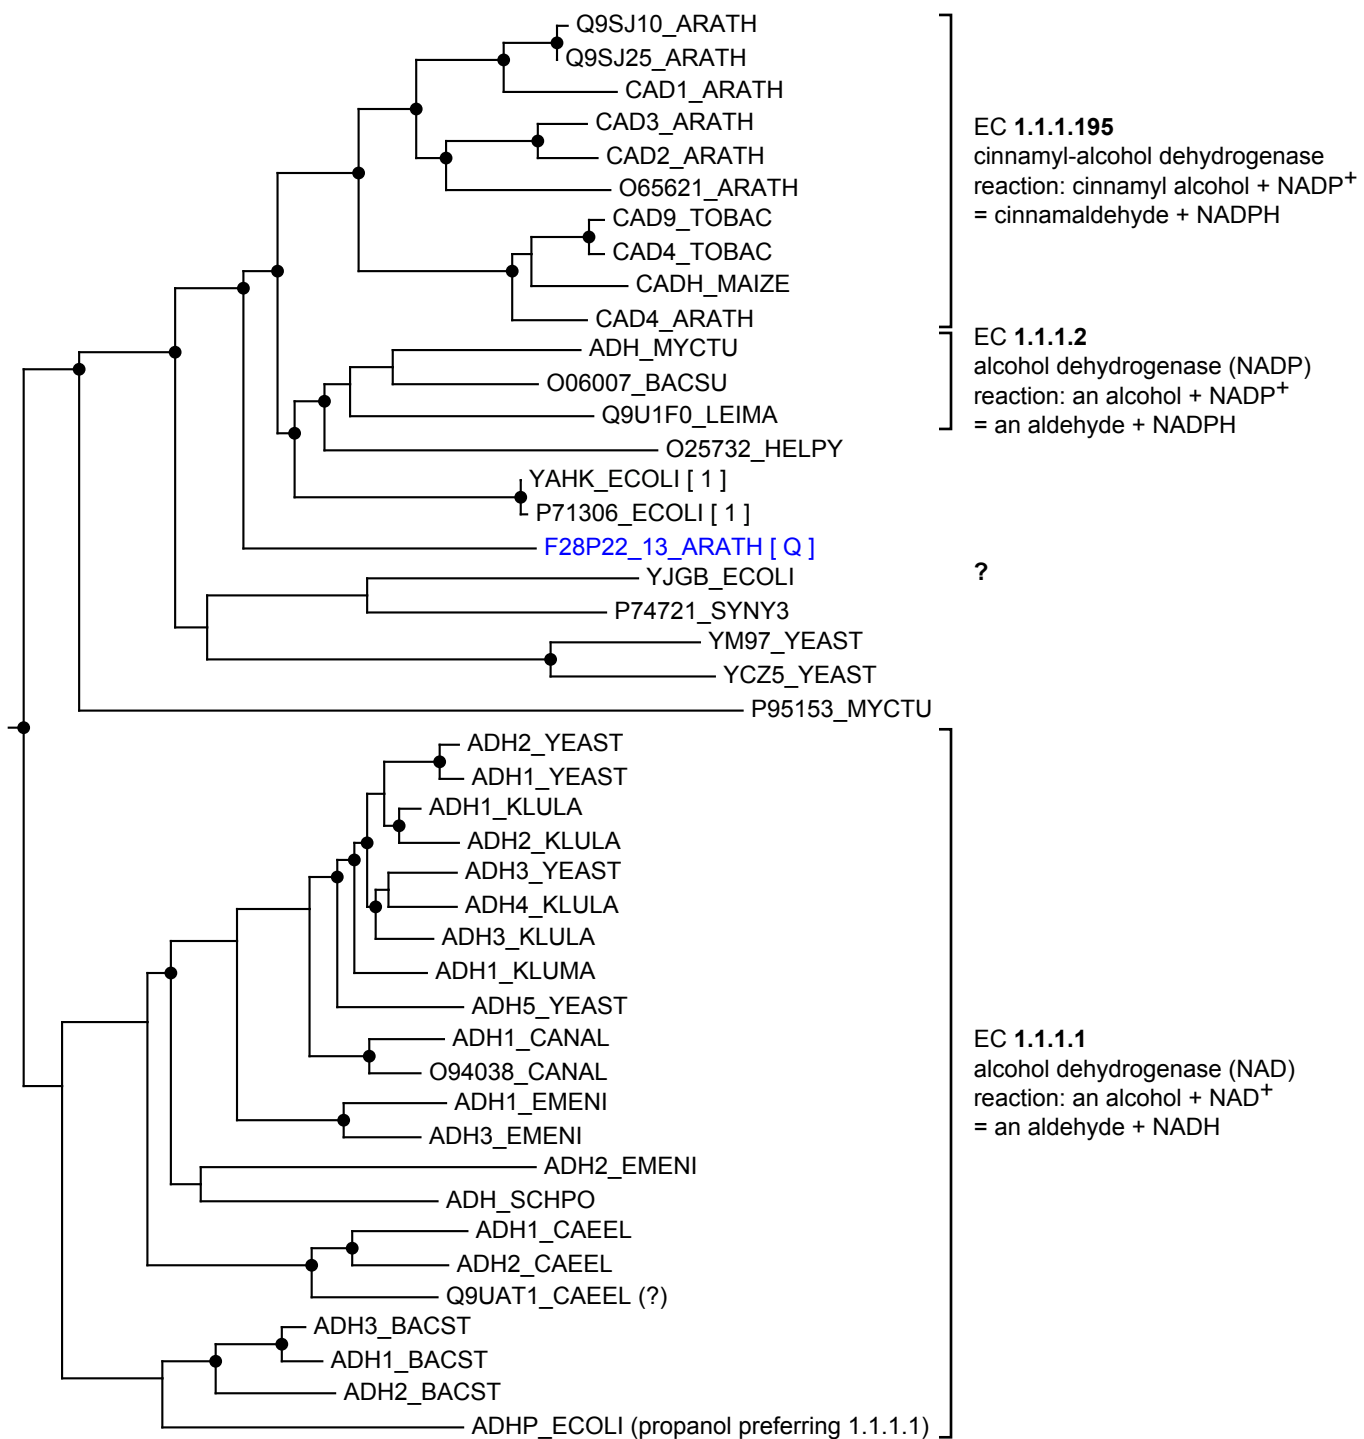 Q9SJ10_ARATH
Q9SJ25_ARATH
CAD1_ARATH
CAD3_ARATH
CAD2_ARATH
O65621_ARATH
CAD9_TOBAC
CAD4_TOBAC
CADH_MAIZE
CAD4_ARATH
EC 1.1.1.195
cinnamyl-alcohol dehydrogenase
reaction: cinnamyl alcohol + NADP+
= cinnamaldehyde + NADPH
ADH_MYCTU
O06007_BACSU
Q9U1F0_LEIMA
EC 1.1.1.2
alcohol dehydrogenase (NADP)
reaction: an alcohol + NADP+
= an aldehyde + NADPH
O25732_HELPY
YAHK_ECOLI [ 1 ]
P71306_ECOLI [ 1 ]
F28P22_13_ARATH [ Q ]
?
YJGB_ECOLI
P74721_SYNY3
YM97_YEAST
YCZ5_YEAST
P95153_MYCTU
ADH2_YEAST
ADH1_YEAST
ADH1_KLULA
ADH2_KLULA
ADH3_YEAST
ADH4_KLULA
ADH3_KLULA
ADH1_KLUMA
ADH5_YEAST
ADH1_CANAL
O94038_CANAL
ADH1_EMENI
ADH3_EMENI
ADH2_EMENI
ADH_SCHPO
ADH1_CAEEL
ADH2_CAEEL
Q9UAT1_CAEEL (?)
ADH3_BACST
ADH1_BACST
ADH2_BACST
ADHP_ECOLI (propanol preferring 1.1.1.1)
EC 1.1.1.1
alcohol dehydrogenase (NAD)
reaction: an alcohol + NAD+
= an aldehyde + NADH